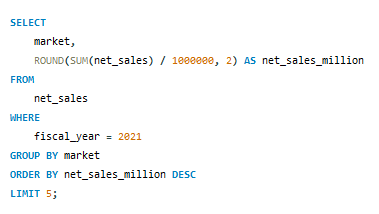 SELECT
    market,
    ROUND(SUM(net_sales) / 1000000, 2) AS net_sales_million
FROM
    net_sales
WHERE
    fiscal_year = 2021
GROUP BY market
ORDER BY net_sales_million DESC
LIMIT 5;